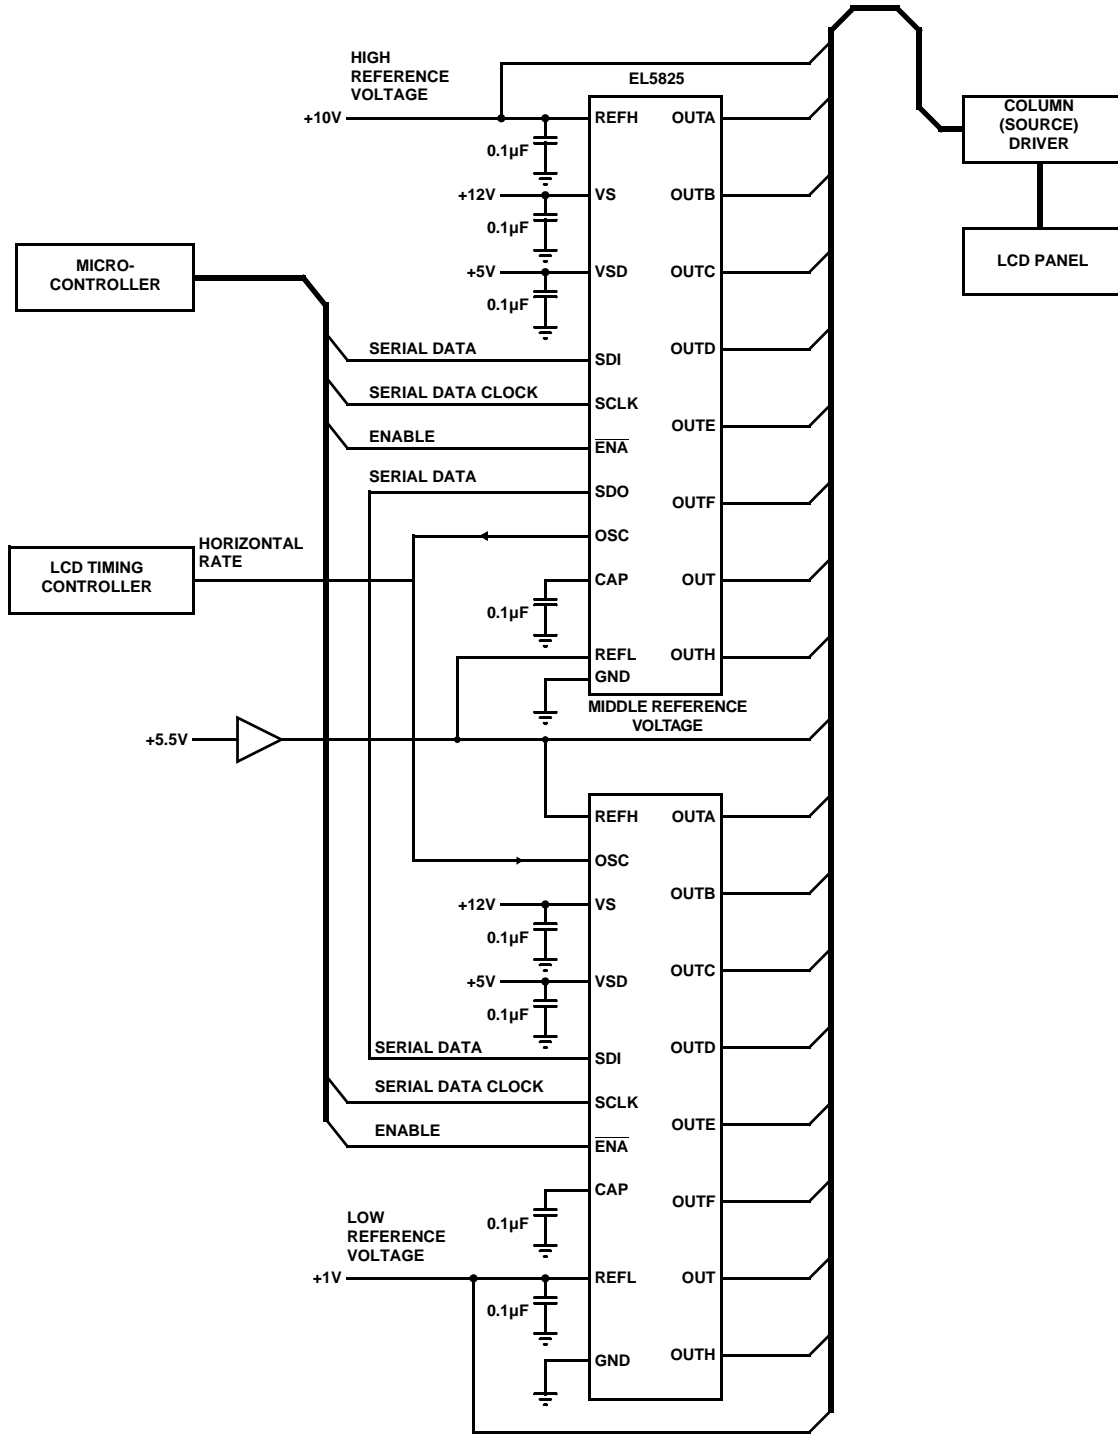 HIGH
REFERENCE
VOLTAGE
EL5825
+10V
REFH
OUTA
0.1µF
+12V
VS
OUTB
0.1µF
+5V
VSD
OUTC
0.1µF
COLUMN
(SOURCE)
DRIVER
LCD PANEL
MICRO-
CONTROLLER
SERIAL DATA
SDI
OUTD
SERIAL DATA CLOCK
SCLK
OUTE
ENABLE
ENA
SERIAL DATA
SDO
OUTF
OSC
HORIZONTAL
RATE
LCD TIMING
CONTROLLER
CAP
OUT
0.1µF
REFL
OUTH
GND
MIDDLE REFERENCE
VOLTAGE
+5.5V
REFH
OUTA
OSC
OUTB
+12V
VS
0.1µF
OUTC
+5V
VSD
0.1µF
OUTD
SERIAL DATA
SDI
SERIAL DATA CLOCK
SCLK
OUTE
ENABLE
ENA
CAP
OUTF
0.1µF
LOW
REFERENCE
VOLTAGE
+1V
REFL
OUT
0.1µF
GND
OUTH